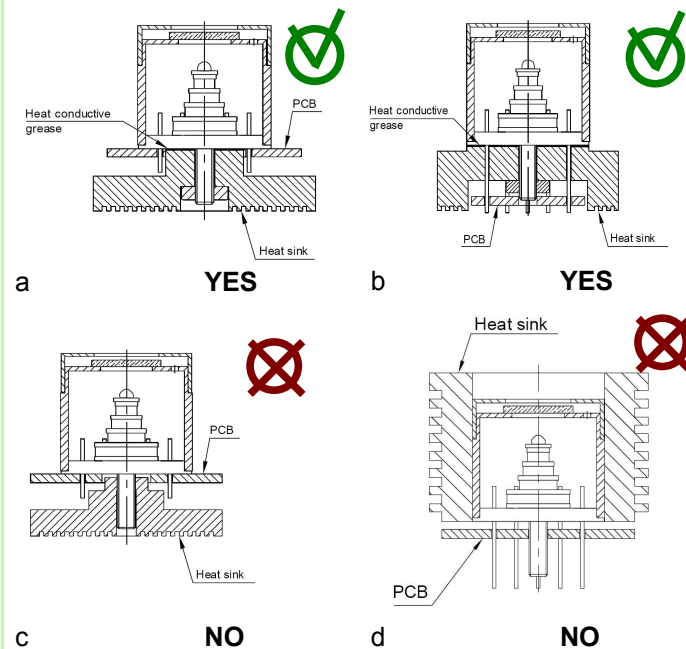 Heat conductive
grease
PCB
Heat sink
a
YES
Heat conductive
grease
PCB
Heat sink
b
YES
PCB
Heat sink
c
NO
Heat sink
PCB
d
NO